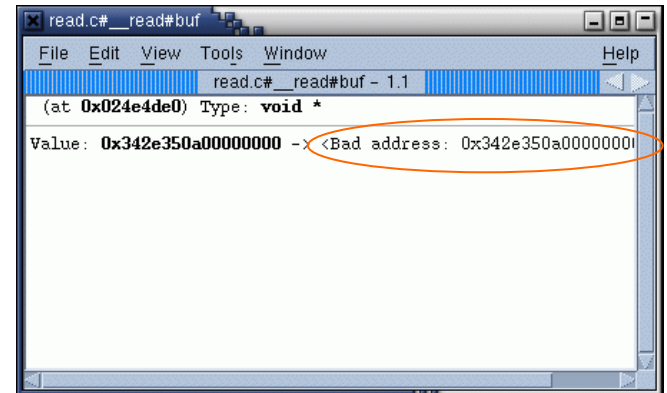 read.c#__read#buf
File Edit View Tools Window Help
read.c#__read#buf - 1.1
(at 0x024e4de0) Type: void *
Value: 0x342e350a00000000 -> <Bad address: 0x342e350a0000000